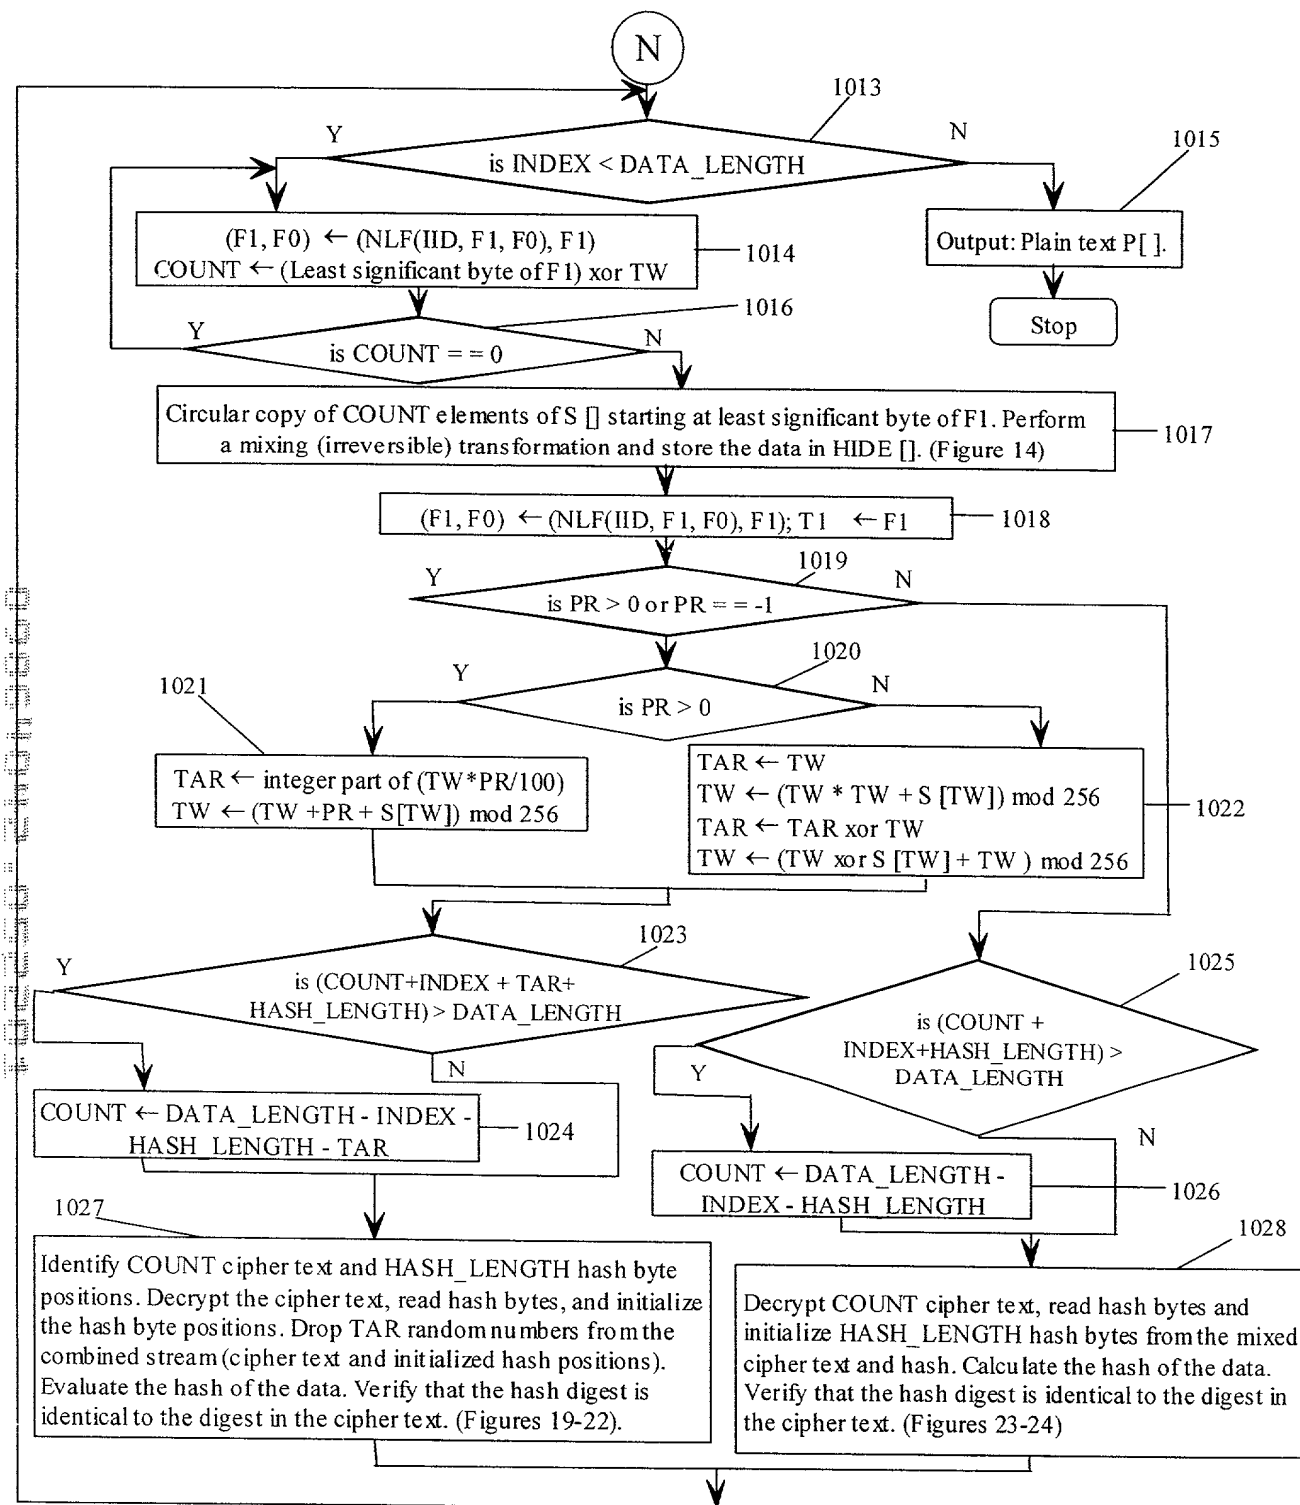 N
1013
Y
N
is INDEX < DATA_LENGTH
1015
(F1, F0) ← (NLF(IID, F1, F0), F1)
COUNT ← (Least significant byte of F1) xor TW
1014
Output: Plain text P[ ].
Stop
1016
Y
N
is COUNT = = 0
Circular copy of COUNT elements of S [] starting at least significant byte of F1. Perform
a mixing (irreversible) transformation and store the data in HIDE []. (Figure 14)
1017
(F1, F0) ← (NLF(IID, F1, F0), F1); T1 ← F1
1018
1019
Y
N
is PR > 0 or PR = = -1
1020
Y
N
is PR > 0
1021
TAR ← integer part of (TW*PR/100)
TW ← (TW +PR + S[TW]) mod 256
TAR ← TW
TW ← (TW * TW + S [TW]) mod 256
TAR ← TAR xor TW
TW ← (TW xor S [TW] + TW ) mod 256
1022
1023
Y
is (COUNT+INDEX + TAR+
HASH_LENGTH) > DATA_LENGTH
N
1025
is (COUNT +
INDEX+HASH_LENGTH) >
DATA_LENGTH
Y
N
COUNT ← DATA_LENGTH - INDEX -
HASH_LENGTH - TAR
1024
COUNT ← DATA_LENGTH -
INDEX - HASH_LENGTH
1026
1027
Identify COUNT cipher text and HASH_LENGTH hash byte
positions. Decrypt the cipher text, read hash bytes, and initialize
the hash byte positions. Drop TAR random numbers from the
combined stream (cipher text and initialized hash positions).
Evaluate the hash of the data. Verify that the hash digest is
identical to the digest in the cipher text. (Figures 19-22).
1028
Decrypt COUNT cipher text, read hash bytes and
initialize HASH_LENGTH hash bytes from the mixed
cipher text and hash. Calculate the hash of the data.
Verify that the hash digest is identical to the digest in
the cipher text. (Figures 23-24)